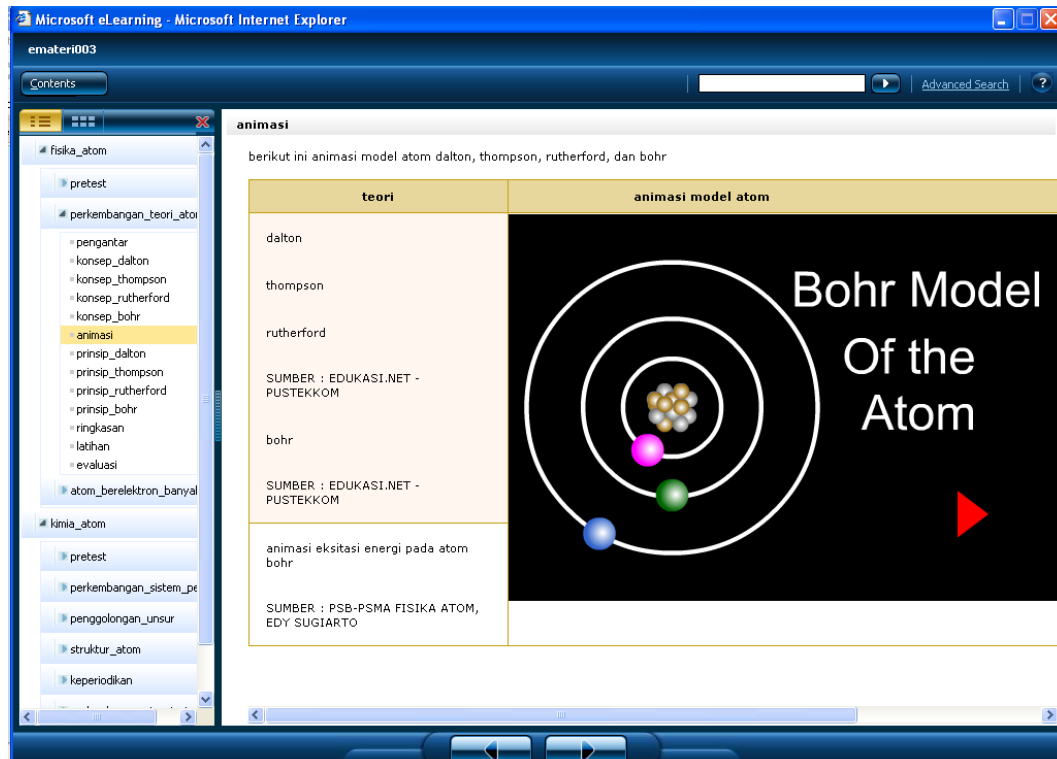 Microsoft eLearning - Microsoft Internet Explorer
emateri003
Contents
Advanced Search
?
fisika_atom
pretest
perkembangan_teori_ato
pengantar
konsep_dalton
konsep_thompson
konsep_rutherford
konsep_bohr
animasi
prinsip_dalton
prinsip_thompson
prinsip_rutherford
prinsip_bohr
ringkasan
latihan
evaluasi
atom_berelektron_banyak
kimia_atom
pretest
perkembangan_sistem_pe
penggolongan_unsur
struktur_atom
keperiodikan
animasi
berikut ini animasi model atom dalton, thompson, rutherford, dan bohr
teori
animasi model atom
dalton
thompson
rutherford
SUMBER : EDUKASI.NET -
PUSTEKKOM
bohr
SUMBER : EDUKASI.NET -
PUSTEKKOM
animasi eksitasi energi pada atom
bohr
SUMBER : PSB-PSMA FISIKA ATOM,
EDY SUGIARTO
Bohr Model
Of the
Atom